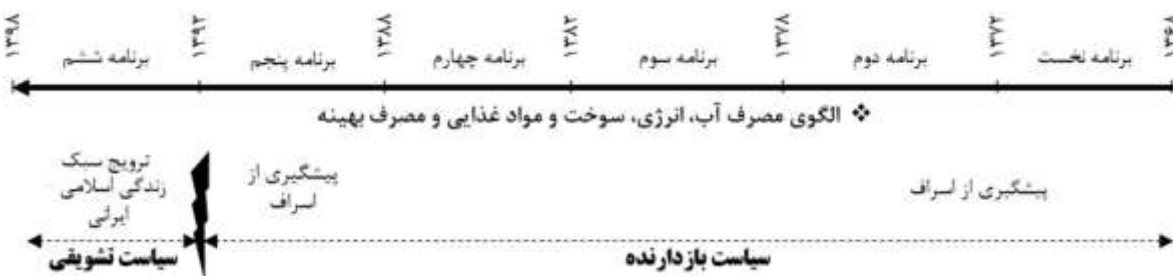 ۱۳۶۸ ۱۳۷۲ ۱۳۷۸ ۱۳۸۳ ۱۳۸۸ ۱۳۹۳ ۱۳۹۸
برنامه نخست برنامه دوم برنامه سوم برنامه چهارم برنامه پنجم برنامه ششم
❖ الگوی مصرف آب، انرژی، سوخت و مواد غذایی و مصرف بهینه
پیشگیری از اسراف
پیشگیری از
اسراف
ترویج سبک
زندگی اسلامی
ایرانی
سیاست بازدارنده
سیاست تشویقی